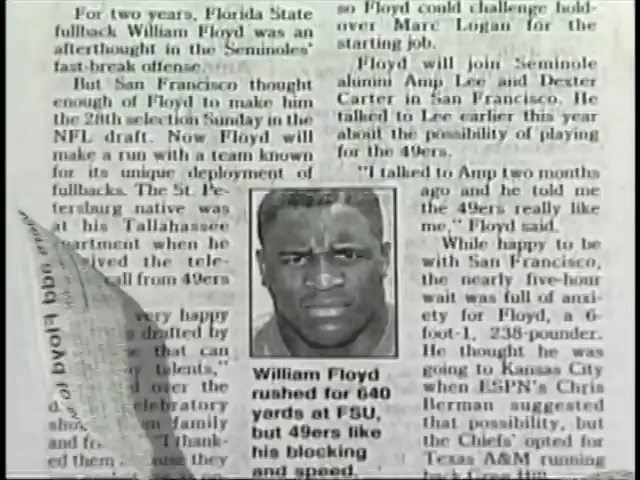 For two years, Florida State
fullback William Floyd was an
afterthought in the Seminoles'
fast-break offense.
But San Francisco thought
enough of Floyd to make him
the 28th selection Sunday in the
NFL draft. Now Floyd will
make a run with a team known
for its unique deployment of
fullbacks. The St. Pe-
tersburg native was
at his Tallahassee
partment when he
ived the tele-
call from 49ers
very happy
drafted by
that can
talents,"
over the
elebratory
family
and "I thank-
ed them they
so Floyd could challenge hold-
over Marc Logan for the
starting job.
Floyd will join Seminole
alumini Amp Lee and Dexter
Carter in San Francisco. He
talked to Lee earlier this year
about the possibility of playing
for the 49ers.
"I talked to Amp two months
ago and he told me
the 49ers really like
me," Floyd said.
While happy to be
with San Francisco,
the nearly five-hour
wait was full of anxi-
ety for Floyd, a 6-
foot-1, 238-pounder.
He thought he was
going to Kansas City
when ESPN's Chris
Berman suggested
that possibility, but
the Chiefs' opted for
Texas A&M running
back Greg Hill
William Floyd
rushed for 640
yards at FSU,
but 49ers like
his blocking
and speed.